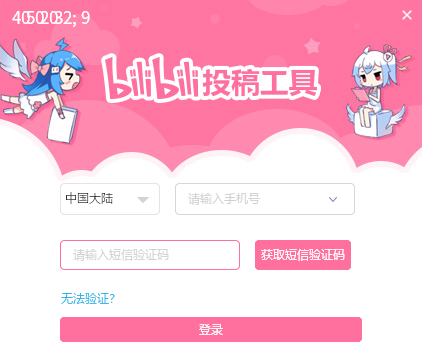 bilibili投稿工具
中国大陆
请输入手机号
请输入短信验证码
获取短信验证码
无法验证?
登录